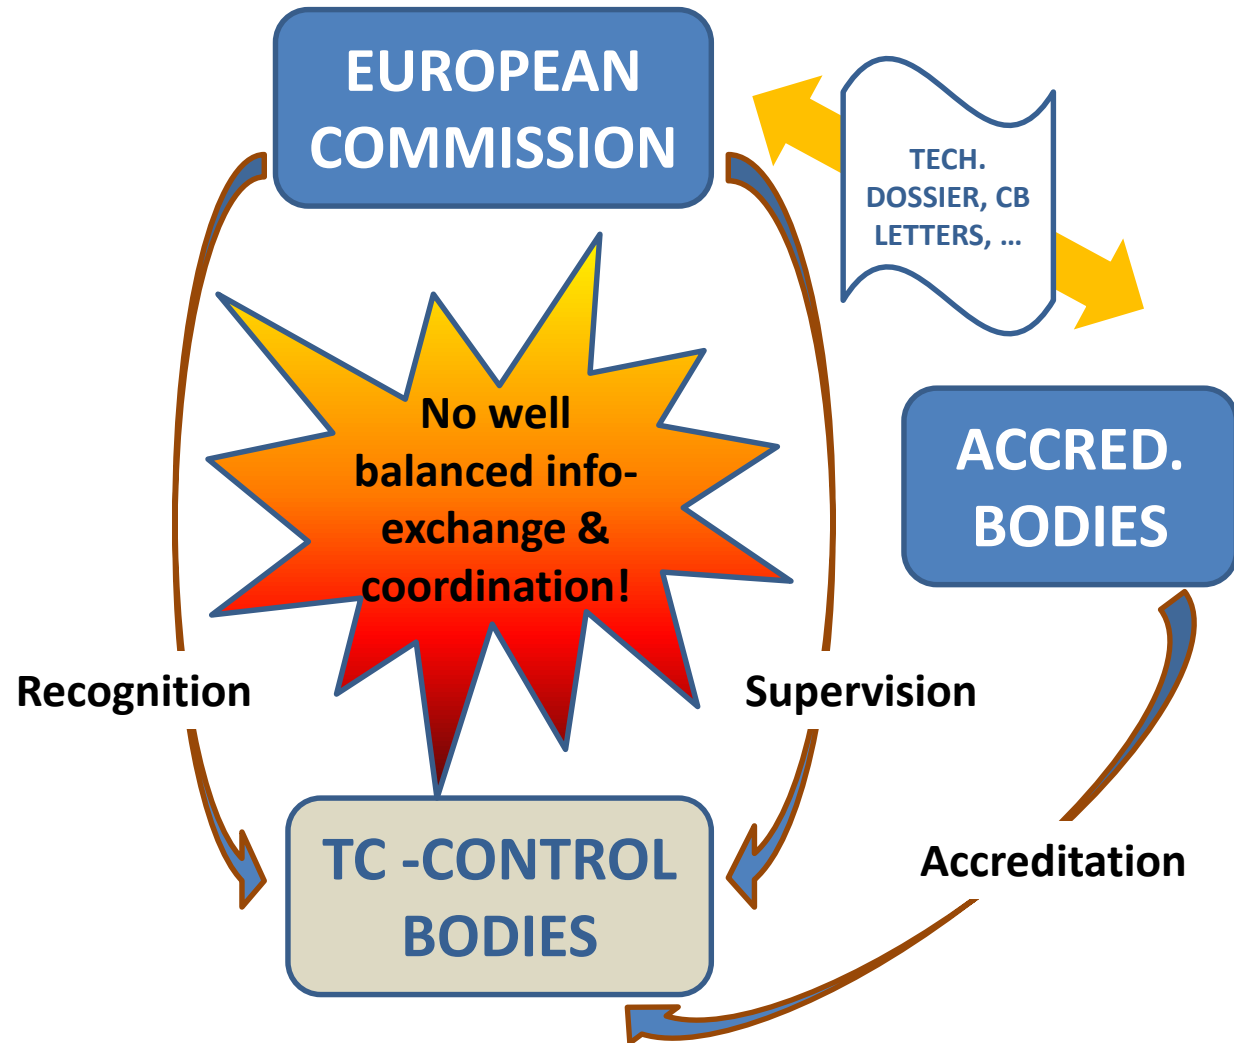 EUROPEAN
COMMISSION
TECH.
DOSSIER, CB
LETTERS, ...
No well
balanced info-
exchange &
coordination!
ACCRED.
BODIES
Recognition
Supervision
TC -CONTROL
BODIES
Accreditation